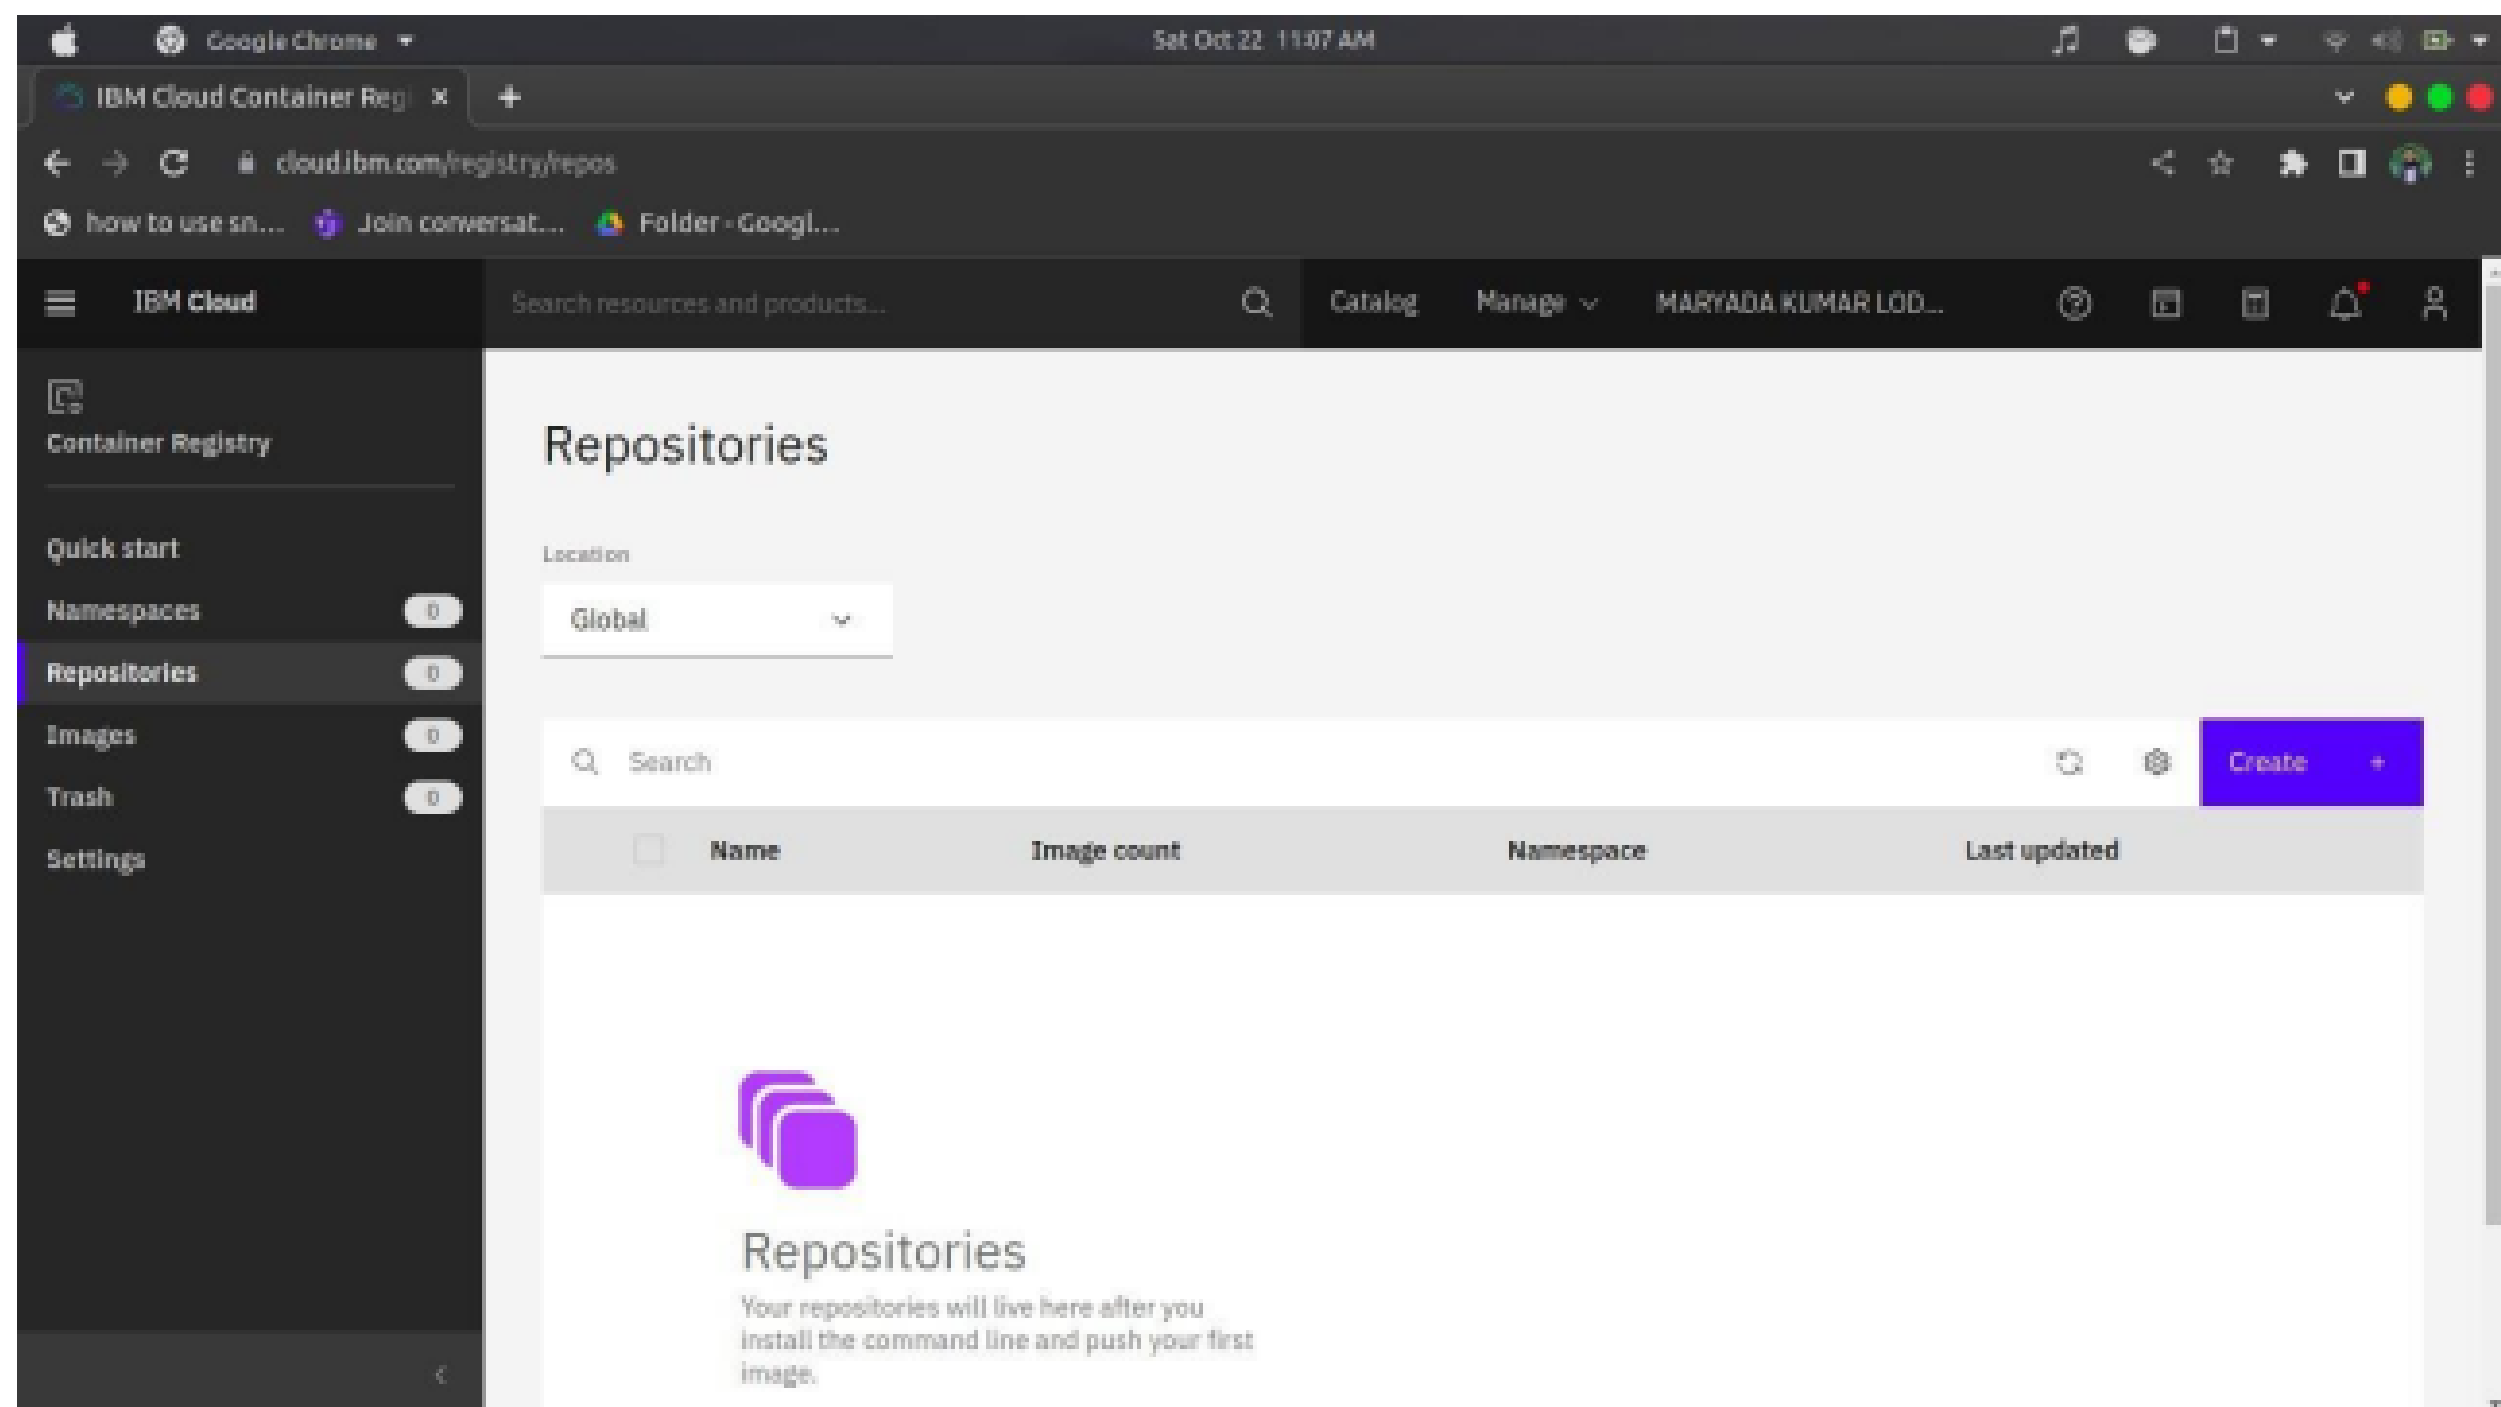 Google Chrome
Sat Oct 22 11:07 AM
IBM Cloud Container Regi
cloud.ibm.com/registry/repos
how to use sn... Join conversat... Folder - Googl...
IBM Cloud
Search resources and products...
Catalog
Manage
MARYADA KUMAR LOD...
Container Registry
Quick start
Namespaces 0
Repositories 0
Images 0
Trash 0
Settings
Repositories
Location
Global
Search
Create +
Name Image count Namespace Last updated
Repositories
Your repositories will live here after you
install the command line and push your first
image.